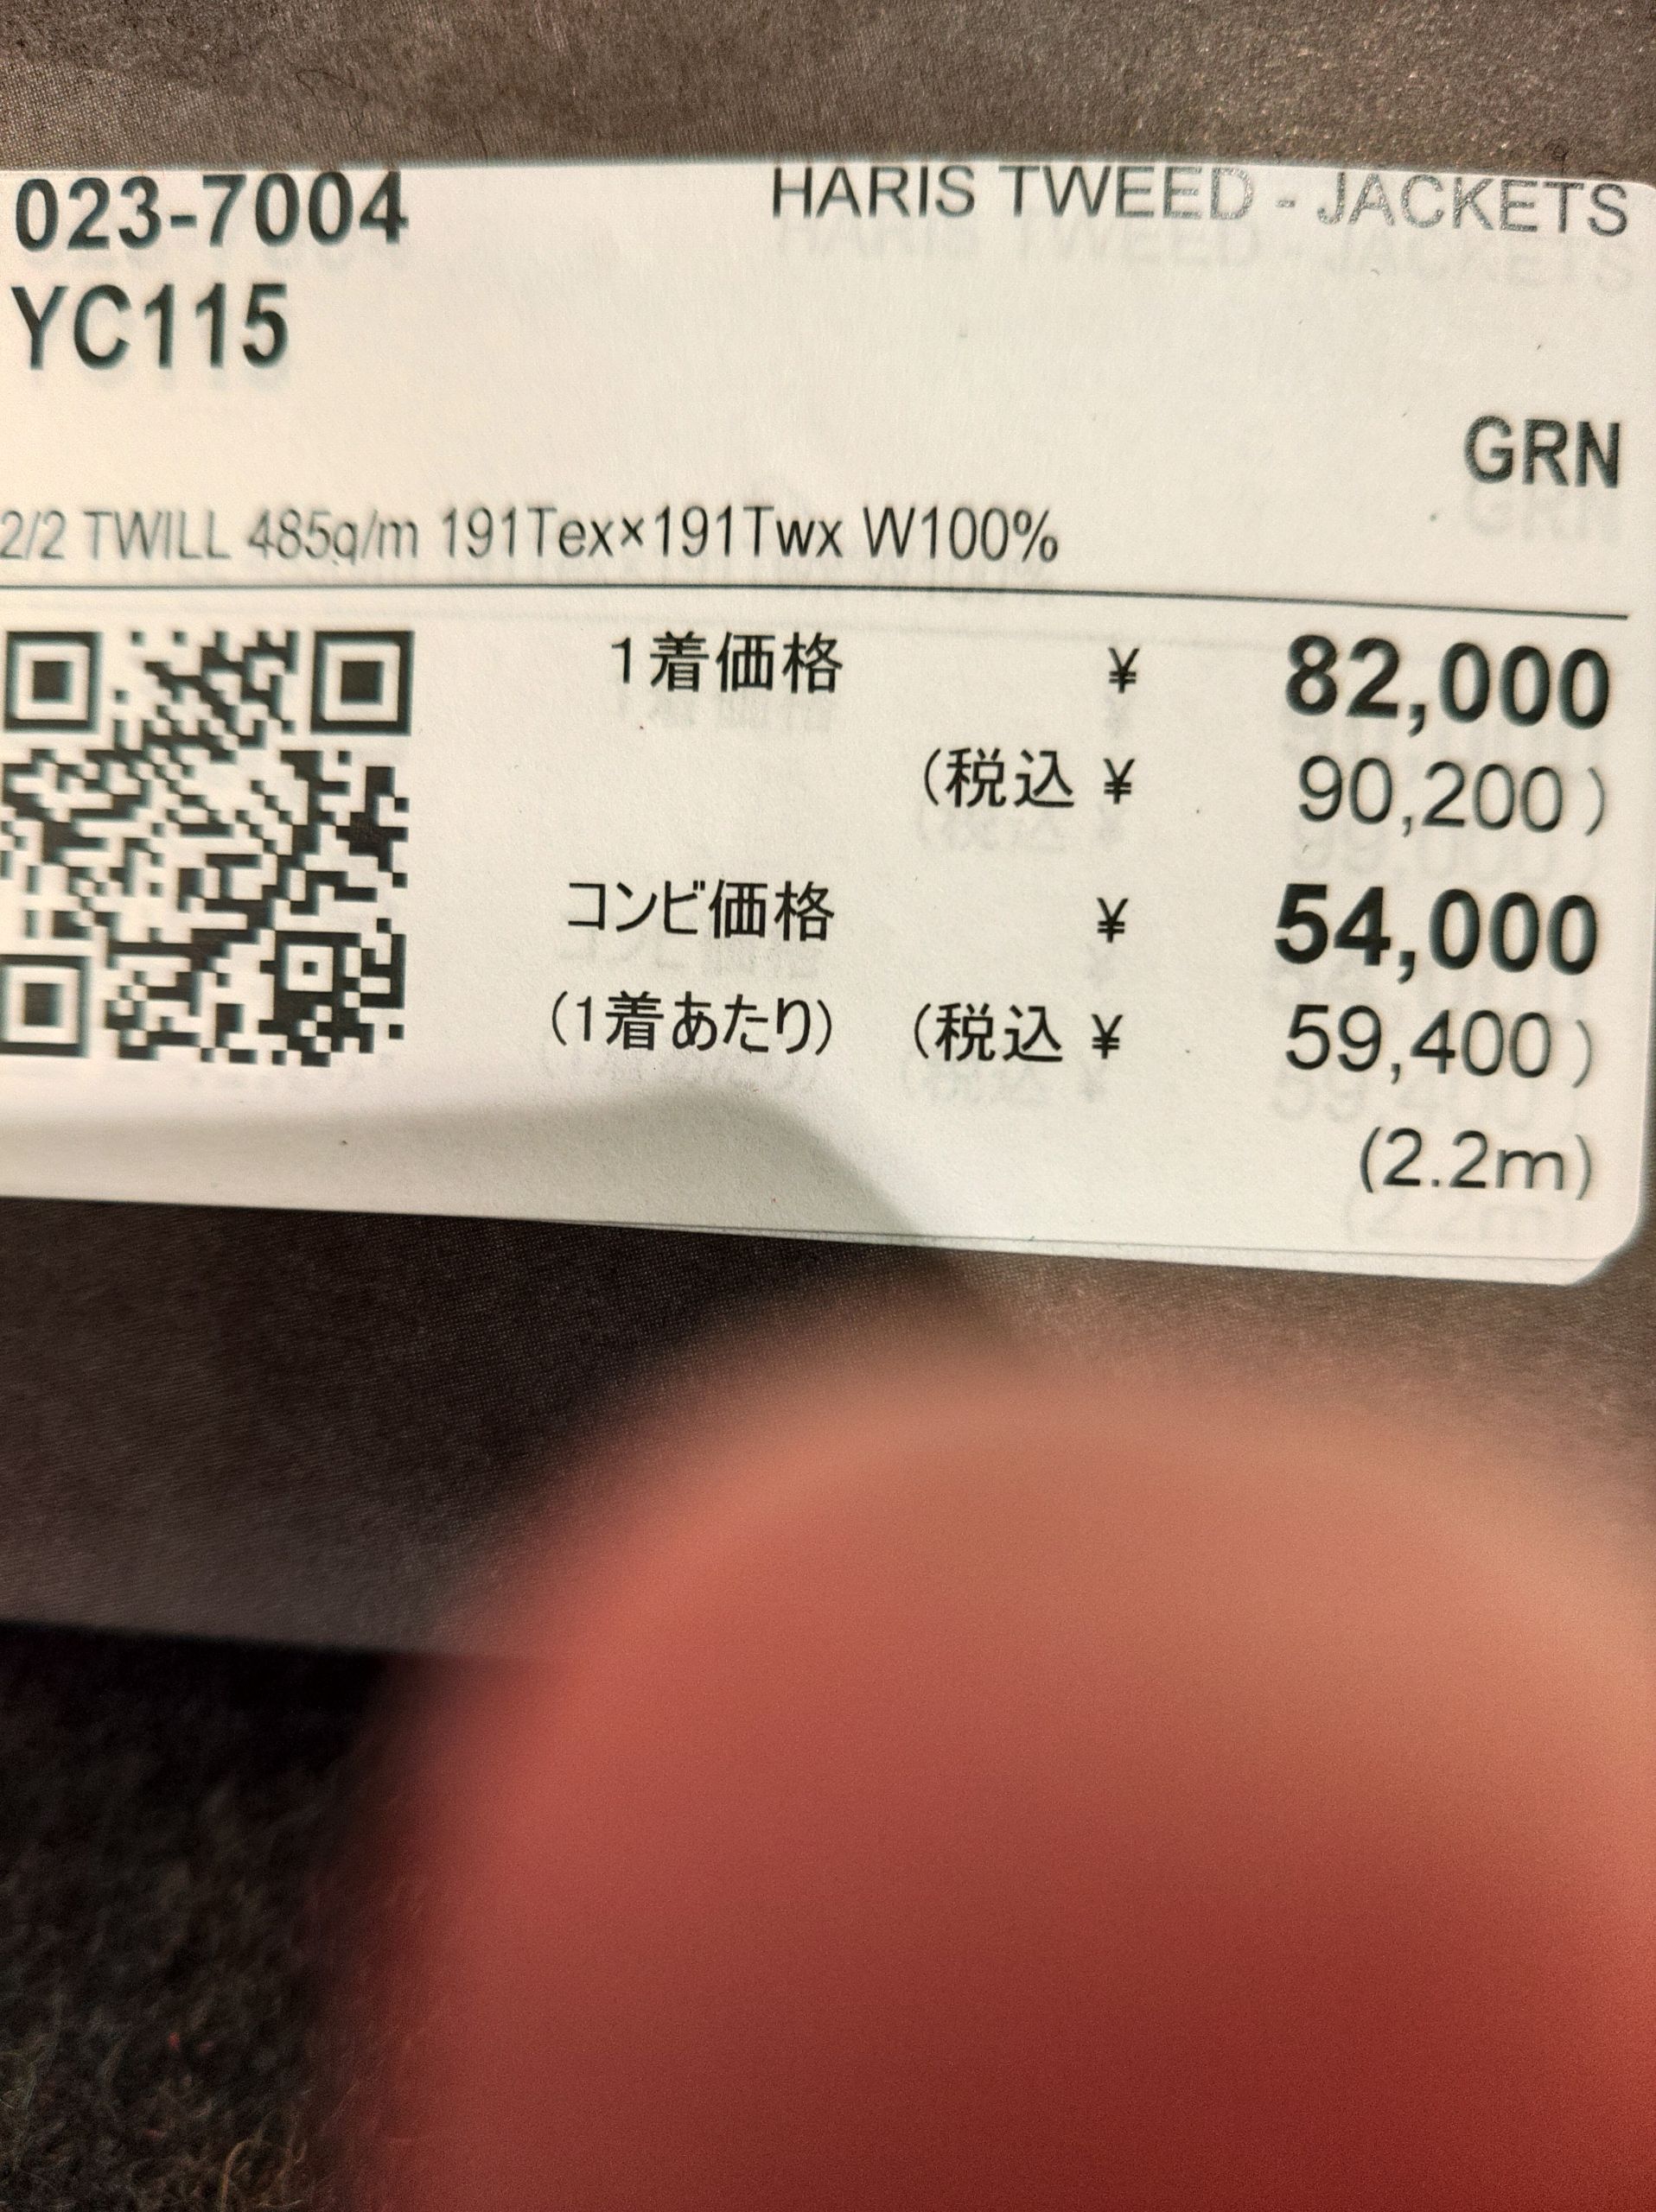 023-7004 HARIS TWEED - JACKETS
YC115
GRN
2/2 TWILL 485g/m 191Tex×191Twx W100%
1着価格 ¥ 82,000
(税込 ¥ 90,200)
コンビ価格 ¥ 54,000
(1着あたり) (税込 ¥ 59,400)
(2.2m)